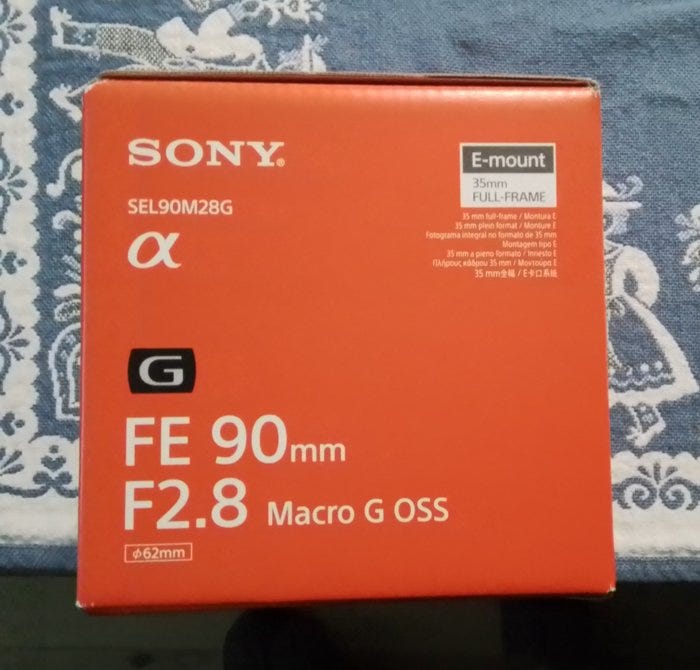 SONY®
SEL90M28G
α
E-mount
35mm
FULL-FRAME
35 mm full-frame / Montura E
35 mm plein format / Monture E
Fotograma integral no formato de 35 mm
Montagem tipo E
35 mm a pieno formato / Innesto E
Πλήρους κάδρου 35 mm / Μοντούρα E
35 mm全幅 / E卡口系統
G
FE 90mm
F2.8 Macro G OSS
ϕ62mm